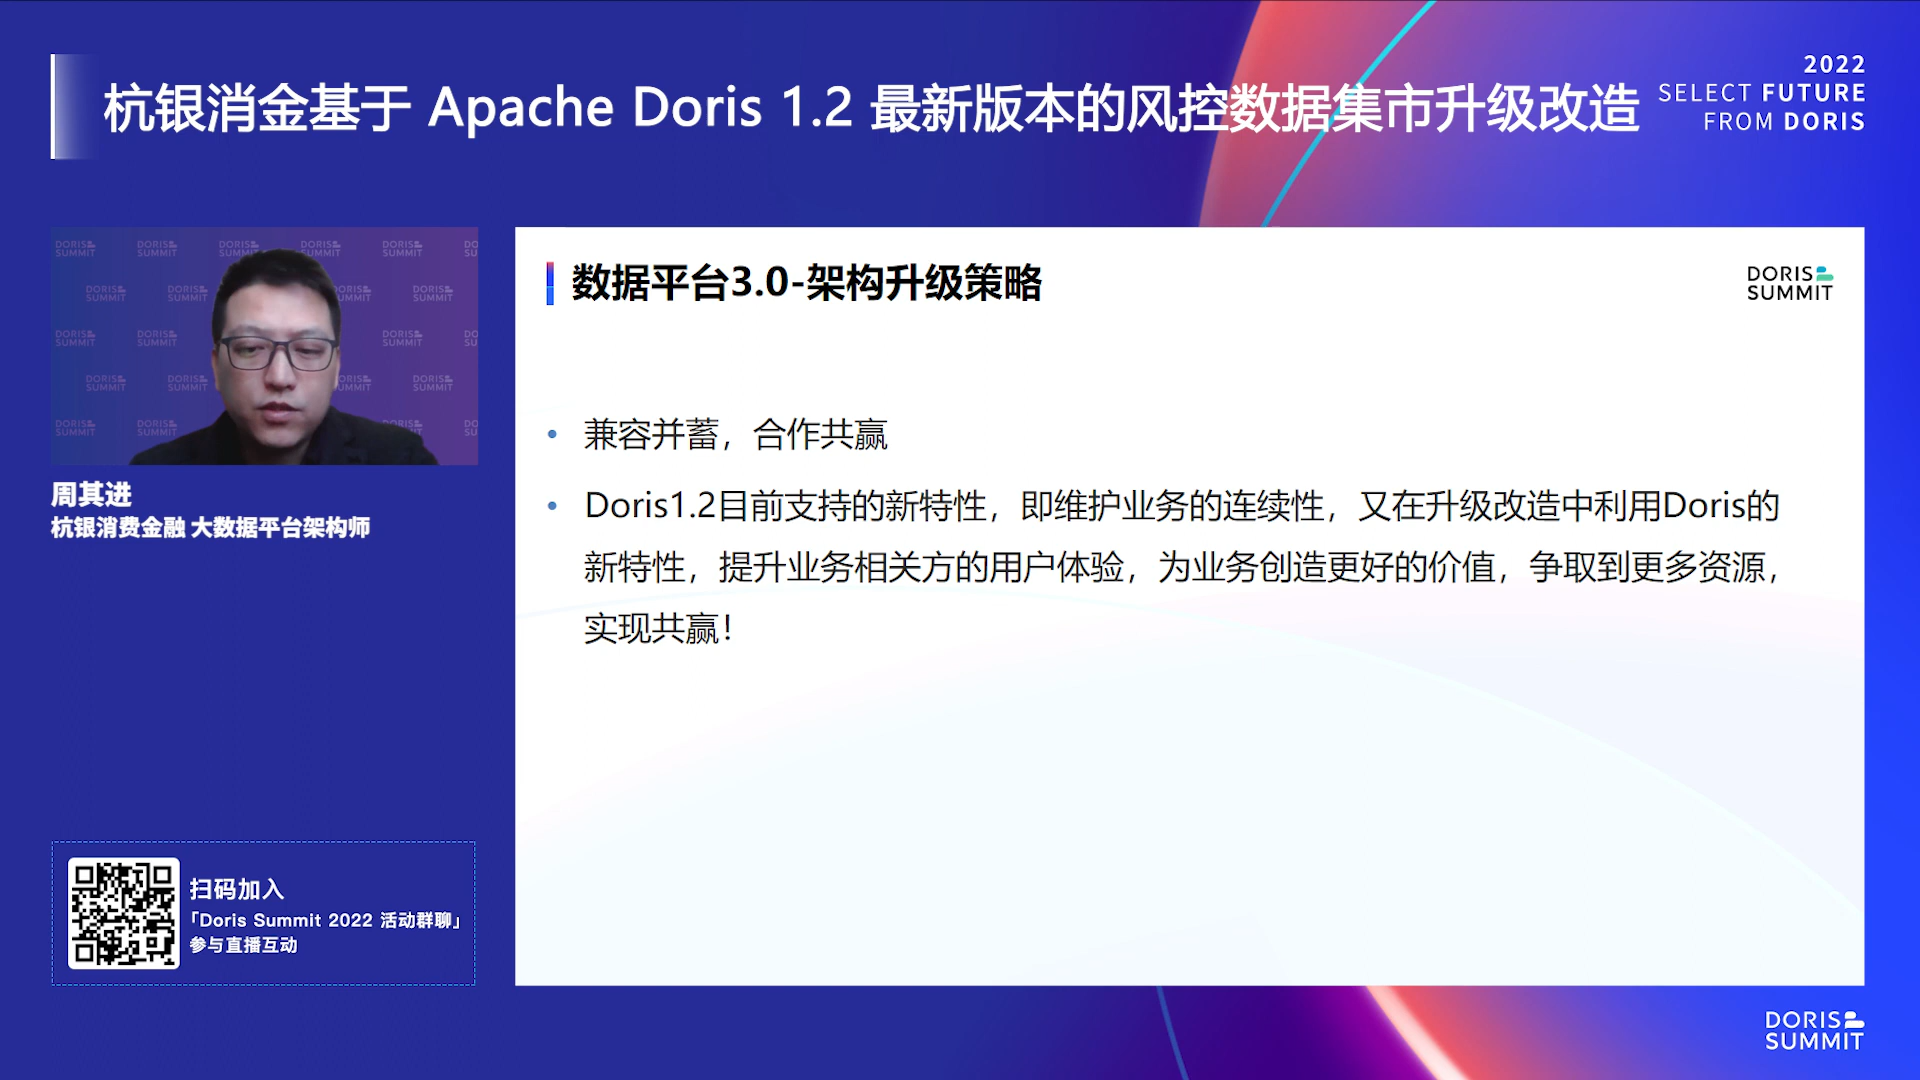 杭银消金基于 Apache Doris 1.2 最新版本的风控数据集市升级改造
2022
SELECT FUTURE
FROM DORIS
周其进
杭银消费金融 大数据平台架构师
数据平台3.0-架构升级策略
DORIS
SUMMIT
• 兼容并蓄，合作共赢
• Doris1.2目前支持的新特性，即维护业务的连续性，又在升级改造中利用Doris的
新特性，提升业务相关方的用户体验，为业务创造更好的价值，争取到更多资源，
实现共赢！
扫码加入
「Doris Summit 2022 活动群聊」
参与直播互动
DORIS
SUMMIT